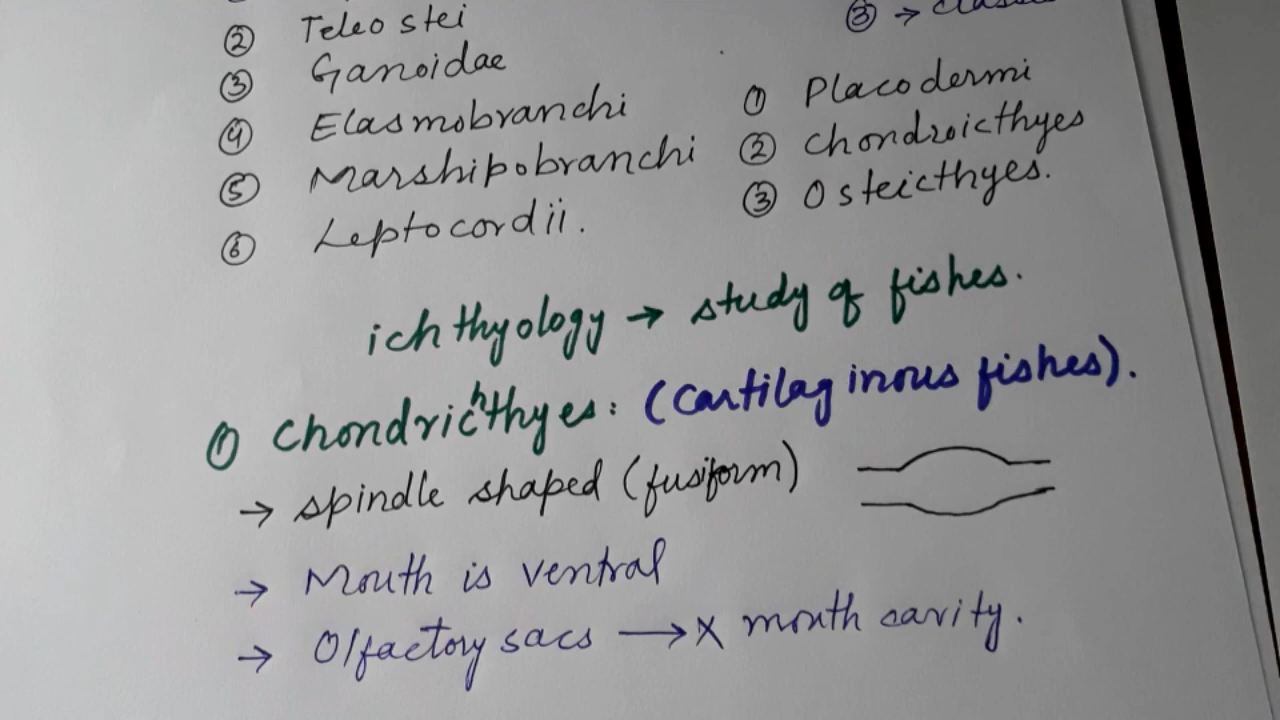 ② Teleostei
③ Ganoidae
④ Elasmobranchi
⑤ Marshipobranchi
⑥ Leptocordii.
③ →
① Placodermi
② Chondroicthyes
③ Osteicthyes.
ichthyology → study of fishes.
① Chondrichthyes: (Cartilaginous fishes).
→ spindle shaped (fusiform)
→ Mouth is ventral
→ Olfactory sacs → X mouth cavity.